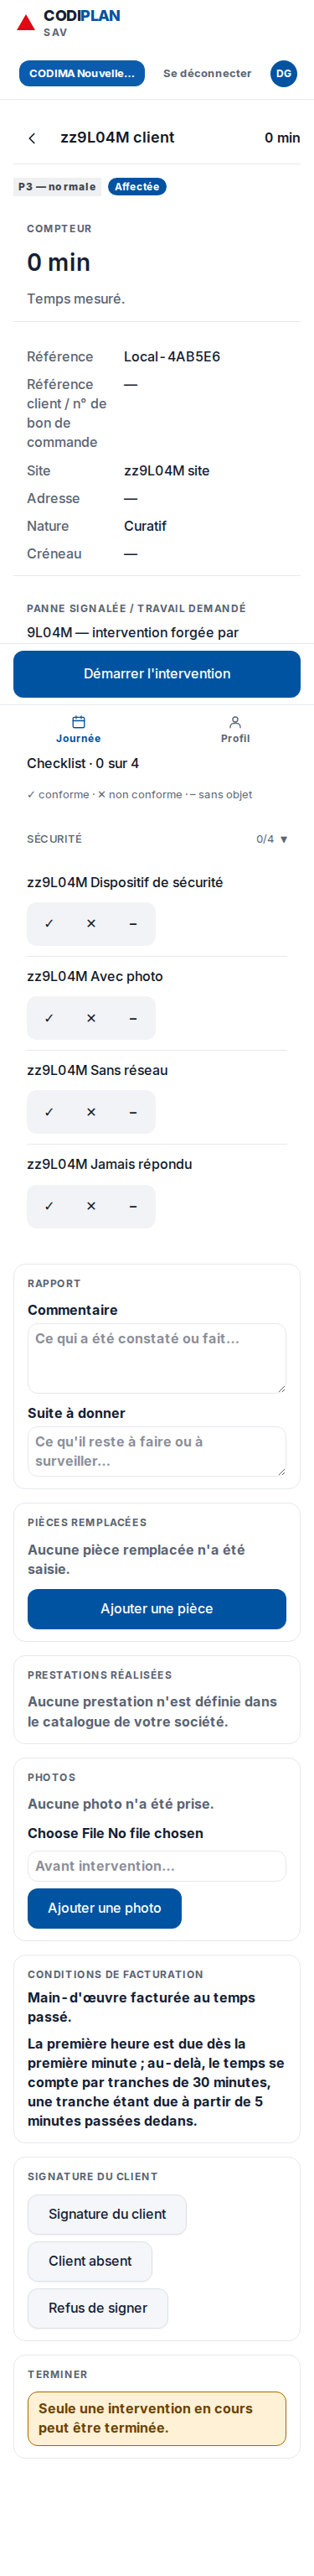 CODIPLAN
SAV
CODIMA Nouvelle…
Se déconnecter
DG
zz9L04M client
0 min
P3 — normale
Affectée
COMPTEUR
0 min
Temps mesuré.
Référence
Local-4AB5E6
Référence
client / n° de
bon de
commande
—
Site
zz9L04M site
Adresse
—
Nature
Curatif
Créneau
—
PANNE SIGNALÉE / TRAVAIL DEMANDÉ
9L04M — intervention forgée par
Démarrer l'intervention
Journée
Profil
Checklist · 0 sur 4
✓ conforme · ✕ non conforme · – sans objet
SÉCURITÉ
0/4 ▼
zz9L04M Dispositif de sécurité
✓ ✕ –
zz9L04M Avec photo
✓ ✕ –
zz9L04M Sans réseau
✓ ✕ –
zz9L04M Jamais répondu
✓ ✕ –
RAPPORT
Commentaire
Ce qui a été constaté ou fait…
Suite à donner
Ce qu'il reste à faire ou à
surveiller…
PIÈCES REMPLACÉES
Aucune pièce remplacée n'a été
saisie.
Ajouter une pièce
PRESTATIONS RÉALISÉES
Aucune prestation n'est définie dans
le catalogue de votre société.
PHOTOS
Aucune photo n'a été prise.
Choose File No file chosen
Avant intervention…
Ajouter une photo
CONDITIONS DE FACTURATION
Main-d'œuvre facturée au temps
passé.
La première heure est due dès la
première minute ; au-delà, le temps se
compte par tranches de 30 minutes,
une tranche étant due à partir de 5
minutes passées dedans.
SIGNATURE DU CLIENT
Signature du client
Client absent
Refus de signer
TERMINER
Seule une intervention en cours
peut être terminée.